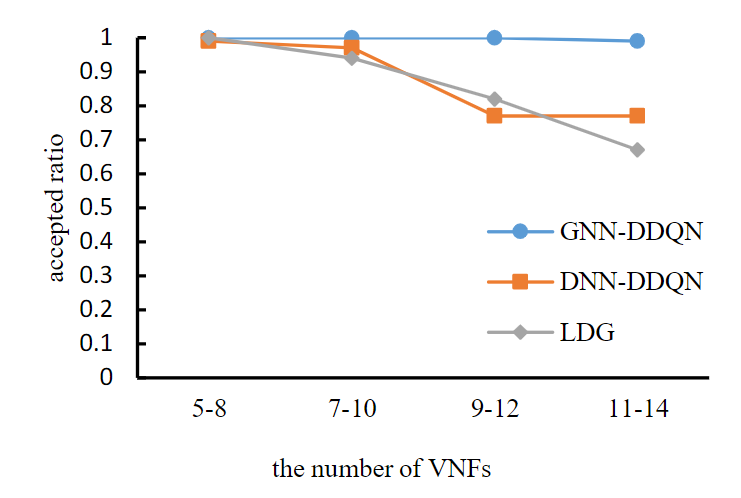 accepted ratio
1
0.9
0.8
0.7
0.6
0.5
0.4
0.3
0.2
0.1
0
GNN-DDQN
DNN-DDQN
LDG
5-8 7-10 9-12 11-14
the number of VNFs